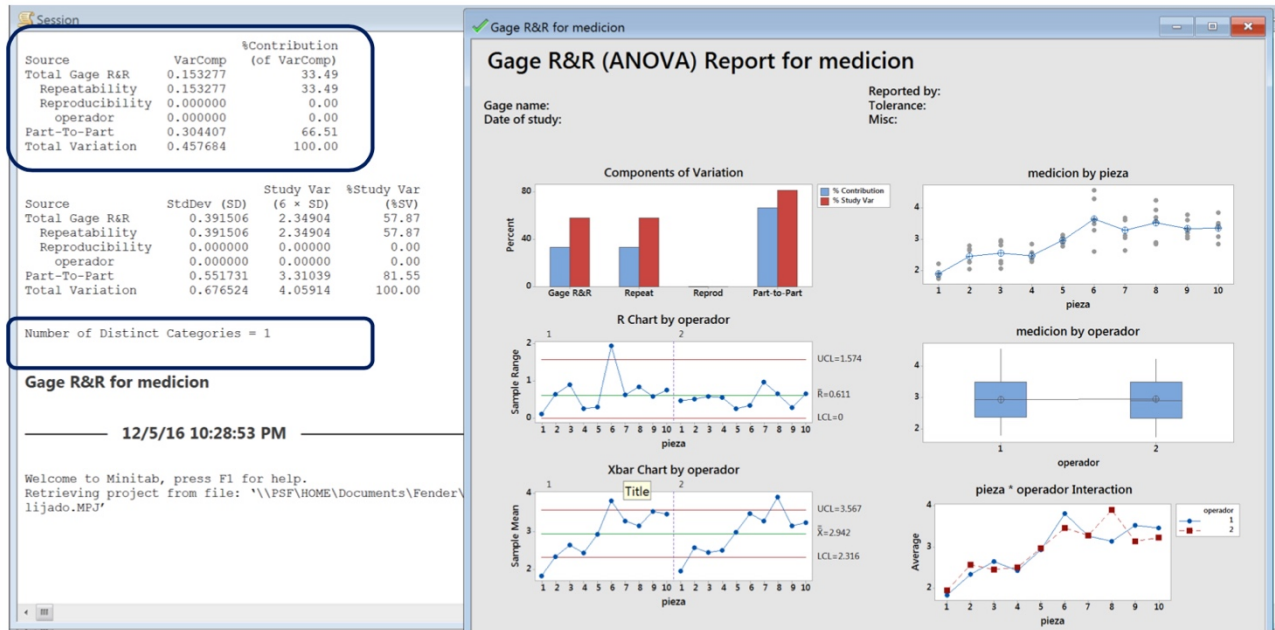 Session
%Contribution
Source VarComp (of VarComp)
Total Gage R&R 0.153277 33.49
Repeatability 0.153277 33.49
Reproducibility 0.000000 0.00
operador 0.000000 0.00
Part-To-Part 0.304407 66.51
Total Variation 0.457684 100.00
Study Var %Study Var
Source StdDev (SD) (6 × SD) (%SV)
Total Gage R&R 0.391506 2.34904 57.87
Repeatability 0.391506 2.34904 57.87
Reproducibility 0.000000 0.00000 0.00
operador 0.000000 0.00000 0.00
Part-To-Part 0.551731 3.31039 81.55
Total Variation 0.676524 4.05914 100.00
Number of Distinct Categories = 1
Gage R&R for medicion
12/5/16 10:28:53 PM
Welcome to Minitab, press F1 for help.
Retrieving project from file: '\\PSF\HOME\Documents\Fender\
lijado.MPJ'
Gage R&R for medicion
Gage R&R (ANOVA) Report for medicion
Gage name:
Date of study:
Reported by:
Tolerance:
Misc:
Components of Variation
% Contribution
% Study Var
Percent
80
40
0
Gage R&R Repeat Reprod Part-to-Part
R Chart by operador
1 2
Sample Range
2
1
0
UCL=1.574
R̄=0.611
LCL=0
1 2 3 4 5 6 7 8 9 10 1 2 3 4 5 6 7 8 9 10
pieza
Xbar Chart by operador
1 2
Title
Sample Mean
4
3
2
UCL=3.567
X̿=2.942
LCL=2.316
1 2 3 4 5 6 7 8 9 10 1 2 3 4 5 6 7 8 9 10
pieza
medicion by pieza
4
3
2
1 2 3 4 5 6 7 8 9 10
pieza
medicion by operador
4
3
2
1 2
operador
pieza * operador Interaction
operador
1
2
Average
4
3
2
1 2 3 4 5 6 7 8 9 10
pieza